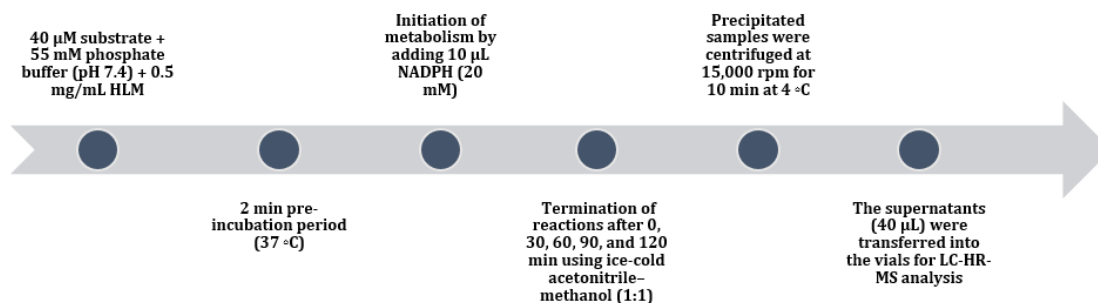 40 µM substrate +
55 mM phosphate
buffer (pH 7.4) + 0.5
mg/mL HLM
2 min pre-
incubation period
(37 ◦C)
Initiation of
metabolism by
adding 10 µL
NADPH (20
mM)
Termination of
reactions after 0,
30, 60, 90, and 120
min using ice-cold
acetonitrile–
methanol (1:1)
Precipitated
samples were
centrifuged at
15,000 rpm for
10 min at 4 ◦C
The supernatants
(40 µL) were
transferred into
the vials for LC-HR-
MS analysis